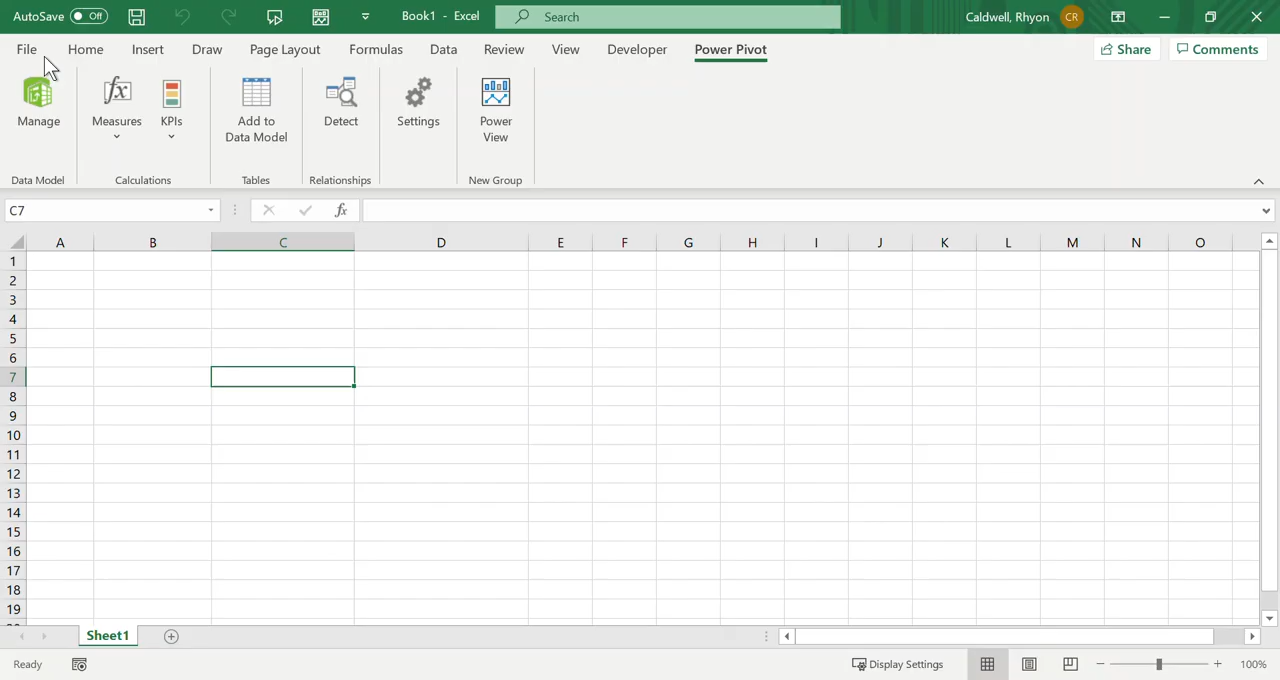 AutoSave Off Book1 - Excel Search Caldwell, Rhyon CR
File Home Insert Draw Page Layout Formulas Data Review View Developer Power Pivot Share Comments
Manage Measures KPIs Add to Data Model Detect Settings Power View
Data Model Calculations Tables Relationships New Group
C7 fx
A B C D E F G H I J K L M N O
1
2
3
4
5
6
7
8
9
10
11
12
13
14
15
16
17
18
19
Sheet1
Ready Display Settings 100%